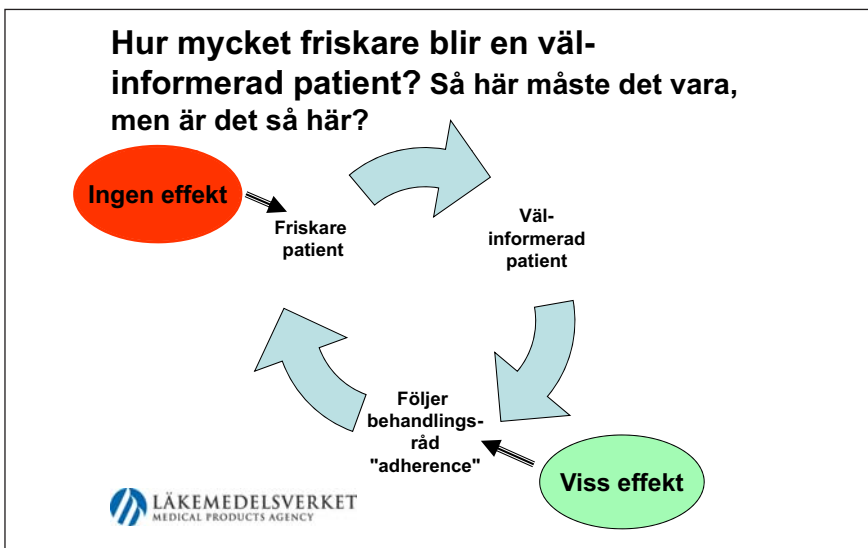 Hur mycket friskare blir en väl-
informerad patient? Så här måste det vara,
men är det så här?
Ingen effekt
Friskare
patient
Väl-
informerad
patient
Följer
behandlings-
råd
"adherence"
Viss effekt
LÄKEMEDELSVERKET
MEDICAL PRODUCTS AGENCY